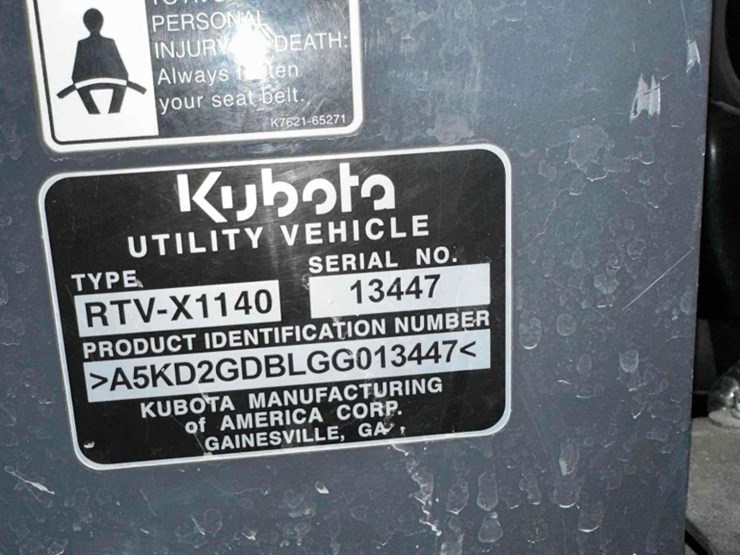 PERSONAL
INJURY DEATH:
Always
your seat belt.
K7621-65271
Kubota
UTILITY VEHICLE
TYPE
SERIAL NO.
RTV-X1140
13447
PRODUCT IDENTIFICATION NUMBER
>A5KD2GDBLGG013447<
KUBOTA MANUFACTURING
of AMERICA CORP.
GAINESVILLE, GA